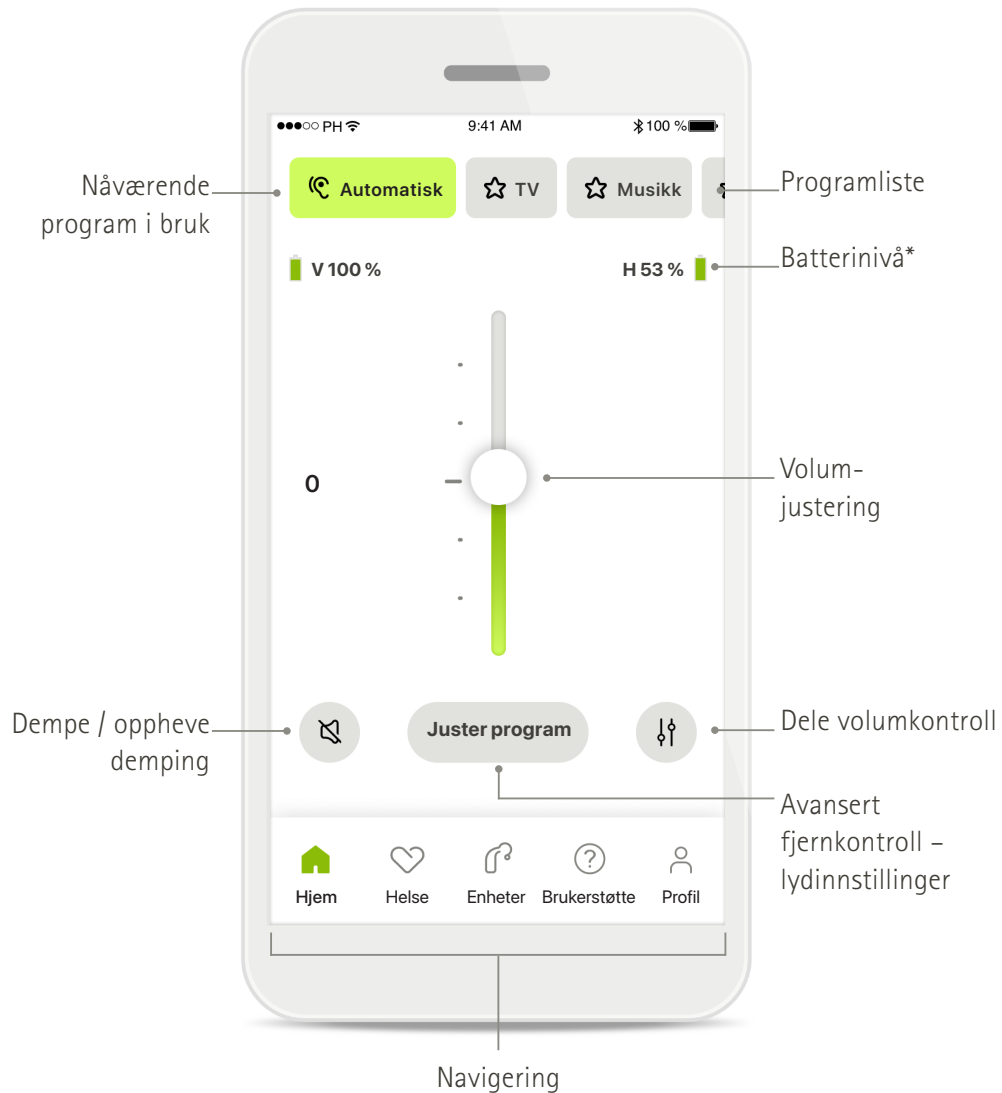 PH 9:41 AM 100 %
Nåværende
program i bruk
Automatisk TV Musikk
Programliste
V 100 % H 53 %
Batterinivå*
0
Volum-
justering
Dempe / oppheve
demping
Juster program
Dele volumkontroll
Avansert
fjernkontroll –
lydinnstillinger
Hjem Helse Enheter Brukerstøtte Profil
Navigering